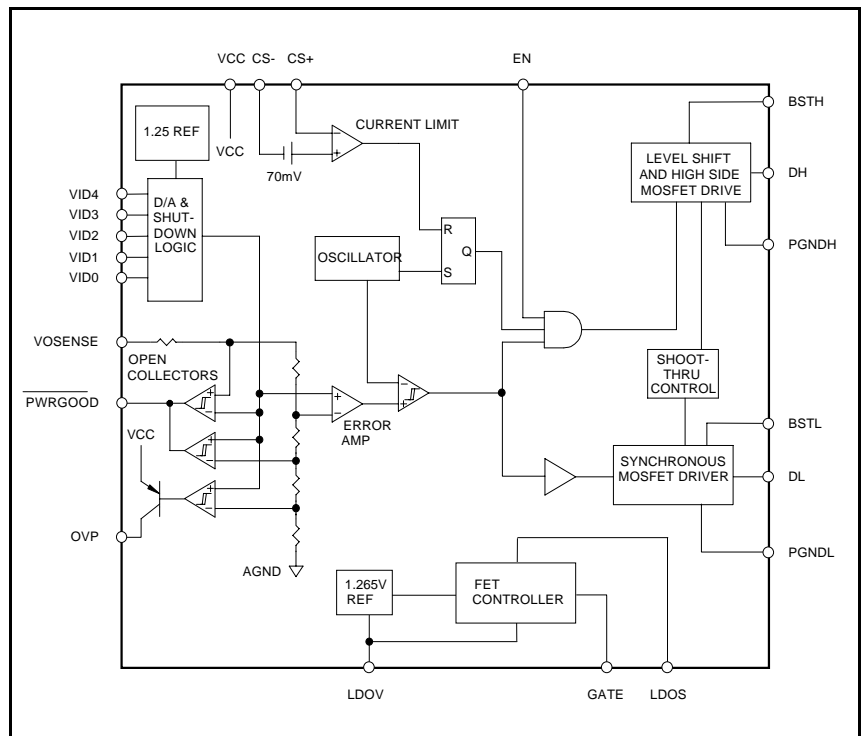 VCC CS- CS+ EN
BSTH
CURRENT LIMIT
1.25 REF
VCC
- +
70mV
LEVEL SHIFT
AND HIGH SIDE
MOSFET DRIVE
DH
VID4
VID3
VID2
VID1
VID0
D/A &
SHUT-
DOWN
LOGIC
R
Q
S
OSCILLATOR
PGNDH
VOSENSE
OPEN
COLLECTORS
SHOOT-
THRU
CONTROL
PWRGOOD
+ -
+ -
ERROR
AMP
- +
VCC
+ -
+ -
BSTL
SYNCHRONOUS
MOSFET DRIVER
DL
OVP
PGNDL
AGND
1.265V
REF
FET
CONTROLLER
LDOV GATE LDOS